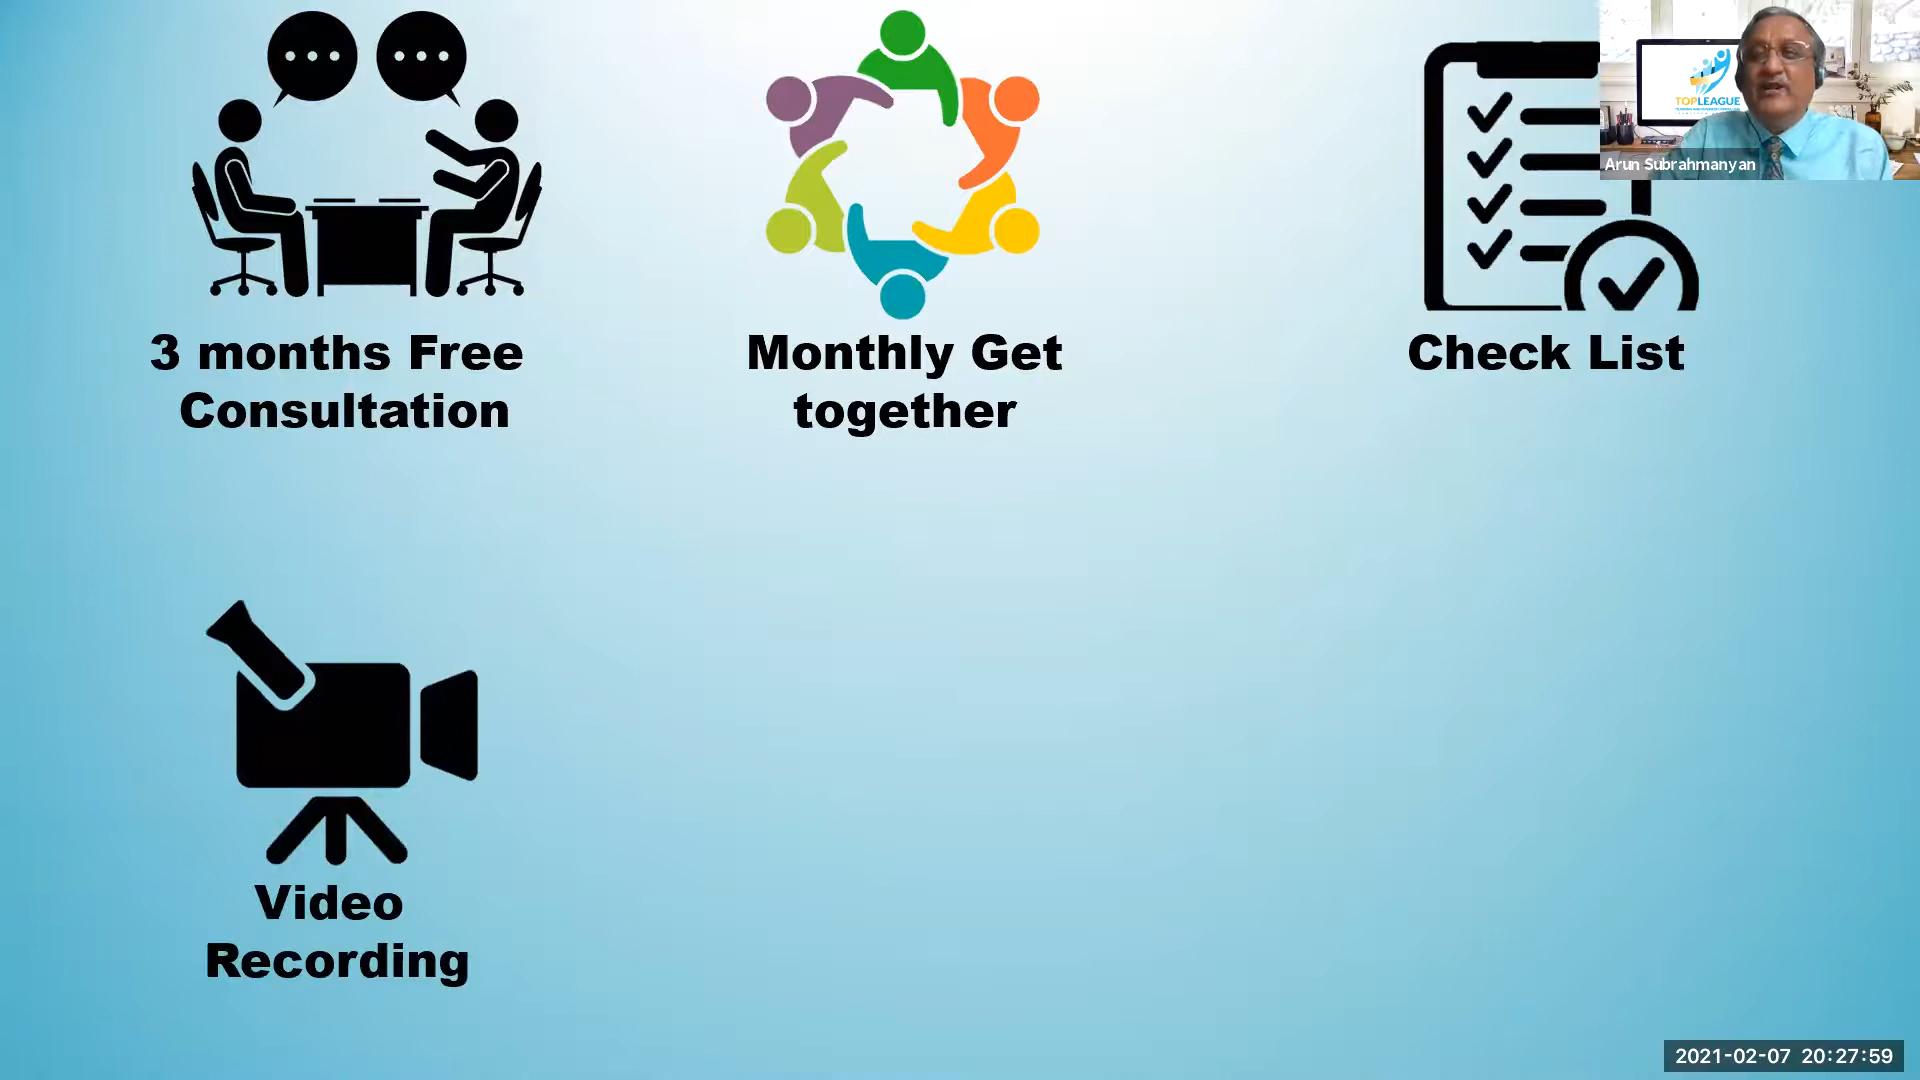 TOPLEAGUE
Arun Subrahmanyan
3 months Free
Consultation
Monthly Get
together
Check List
Video
Recording
2021-02-07 20:27:59